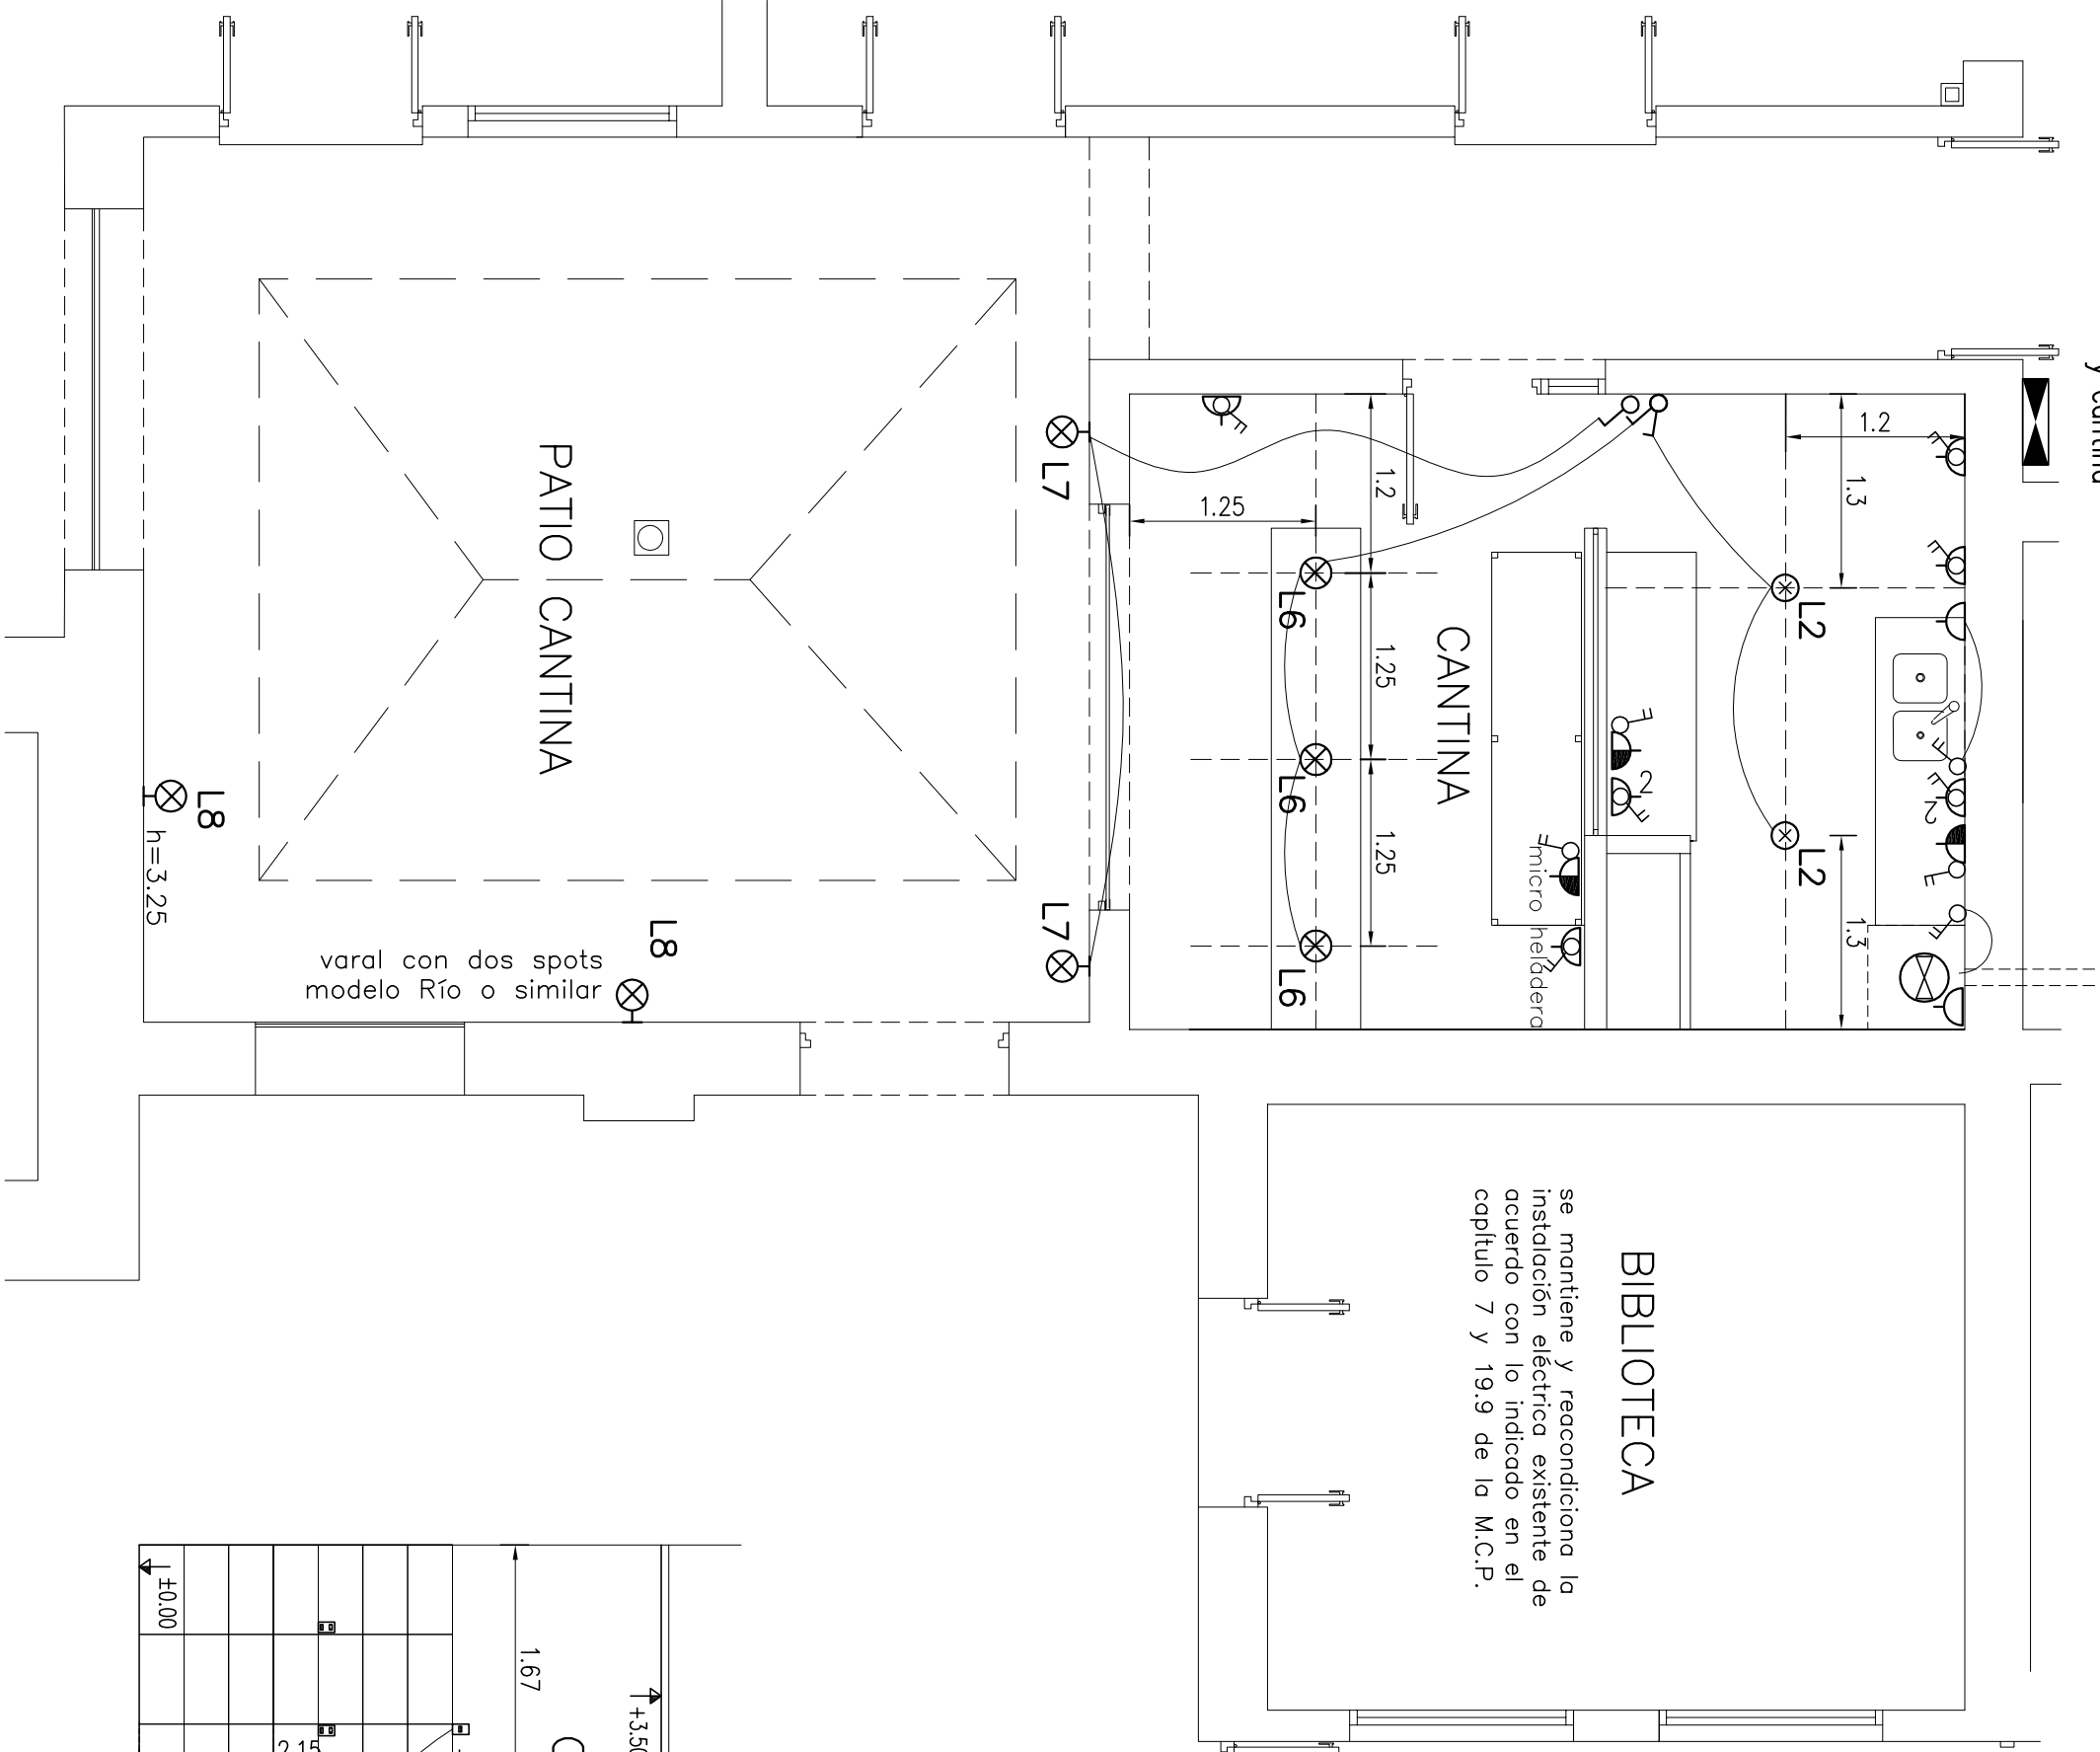 y cantina
1.2
1.3
L2
L2
1.3
2
2
1.2
1.25
1.25
1.25
L6
L6
L6
CANTINA
micro heladera
L7
L7
PATIO CANTINA
L8
h=3.25
L8
varal con dos spots
modelo Río o similar
BIBLIOTECA
se mantiene y reacondiciona la
instalación eléctrica existente de
acuerdo con lo indicado en el
capítulo 7 y 19.9 de la M.C.P.
±0.00
1.67
+3.50
2.15